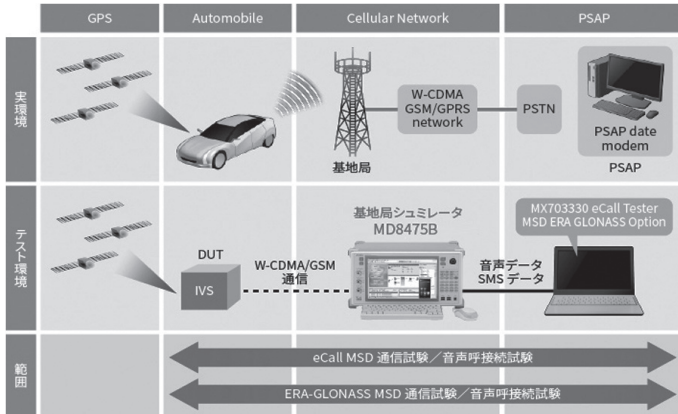 GPS
Automobile
Cellular Network
PSAP
実環境
基地局
W-CDMA
GSM/GPRS
network
PSTN
PSAP date
modem
PSAP
テスト環境
DUT
IVS
W-CDMA/GSM
通信
基地局シュミレータ
MD8475B
音声データ
SMS データ
MX703330 eCall Tester
MSD ERA GLONASS Option
範囲
eCall MSD 通信試験／音声呼接続試験
ERA-GLONASS MSD 通信試験／音声呼接続試験